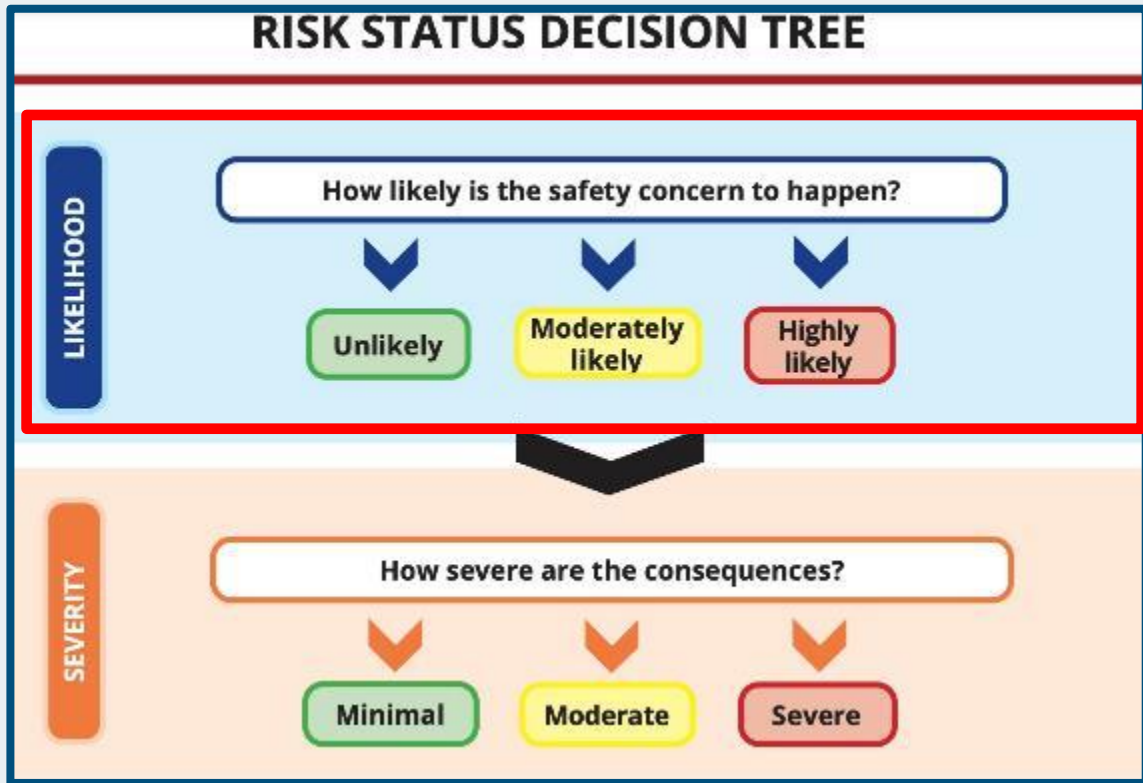 RISK STATUS DECISION TREE
LIKELIHOOD
How likely is the safety concern to happen?
Unlikely
Moderately
likely
Highly
likely
SEVERITY
How severe are the consequences?
Minimal
Moderate
Severe